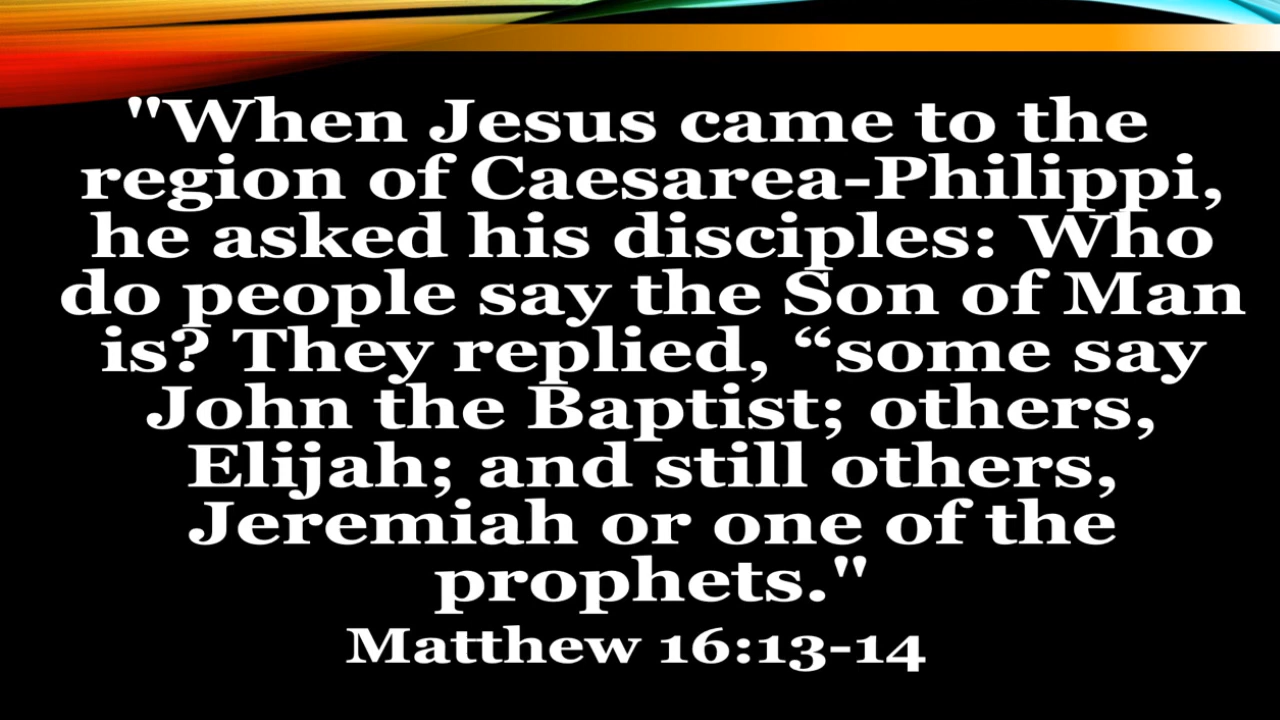 "When Jesus came to the
region of Caesarea-Philippi,
he asked his disciples: Who
do people say the Son of Man
is? They replied, “some say
John the Baptist; others,
Elijah; and still others,
Jeremiah or one of the
prophets."
Matthew 16:13-14